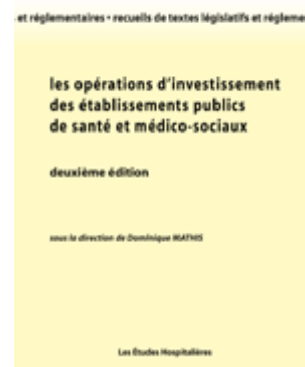 et réglementaires • recueils de textes législatifs et régleme
les opérations d'investissement
des établissements publics
de santé et médico-sociaux
deuxième édition
sous la direction de Dominique MATHIS
Les Études Hospitalières